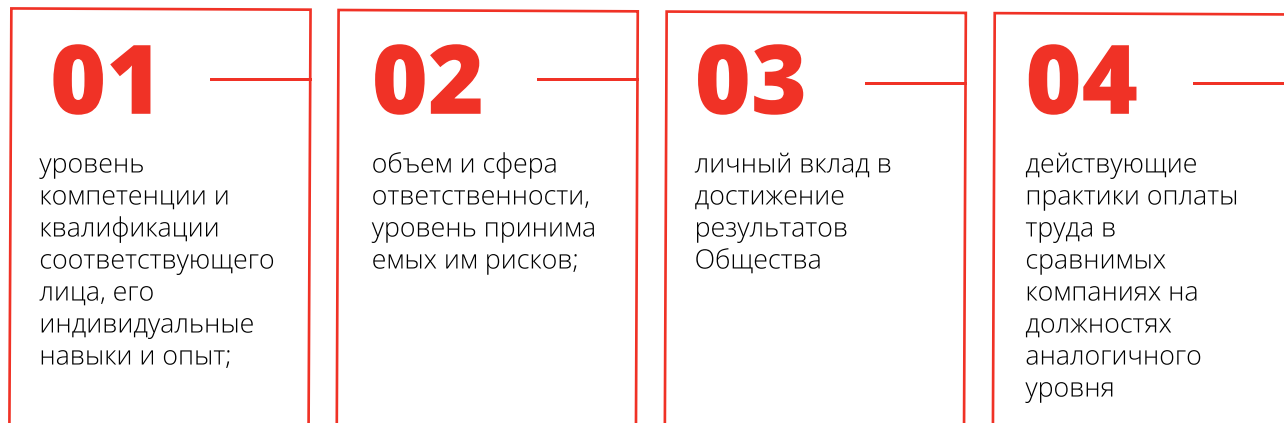 01
уровень
компетенции и
квалификации
соответствующего
лица, его
индивидуальные
навыки и опыт;
02
объем и сфера
ответственности,
уровень принима
емых им рисков;
03
личный вклад в
достижение
результатов
Общества
04
действующие
практики оплаты
труда в
сравнимых
компаниях на
должностях
аналогичного
уровня